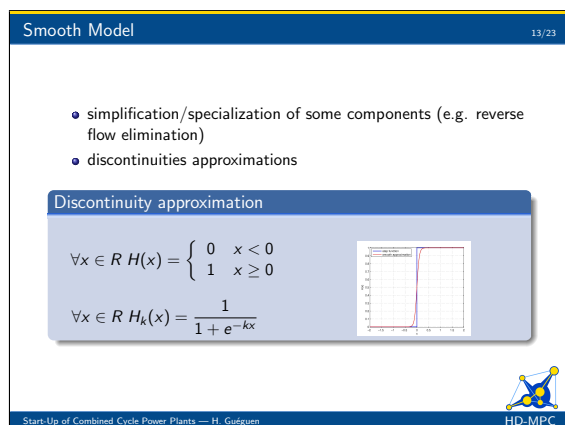 Smooth Model 13/23
simplification/specialization of some components (e.g. reverse
flow elimination)
discontinuities approximations
Discontinuity approximation
∀x ∈ R H(x) = { 0 x < 0
1 x ≥ 0
∀x ∈ R H_k(x) = 1 / (1 + e^{-kx})
Start-Up of Combined Cycle Power Plants — H. Guéguen HD-MPC